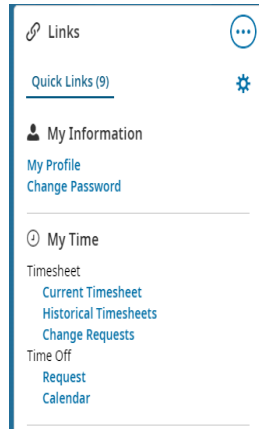 Links
Quick Links (9)
My Information
My Profile
Change Password
My Time
Timesheet
Current Timesheet
Historical Timesheets
Change Requests
Time Off
Request
Calendar